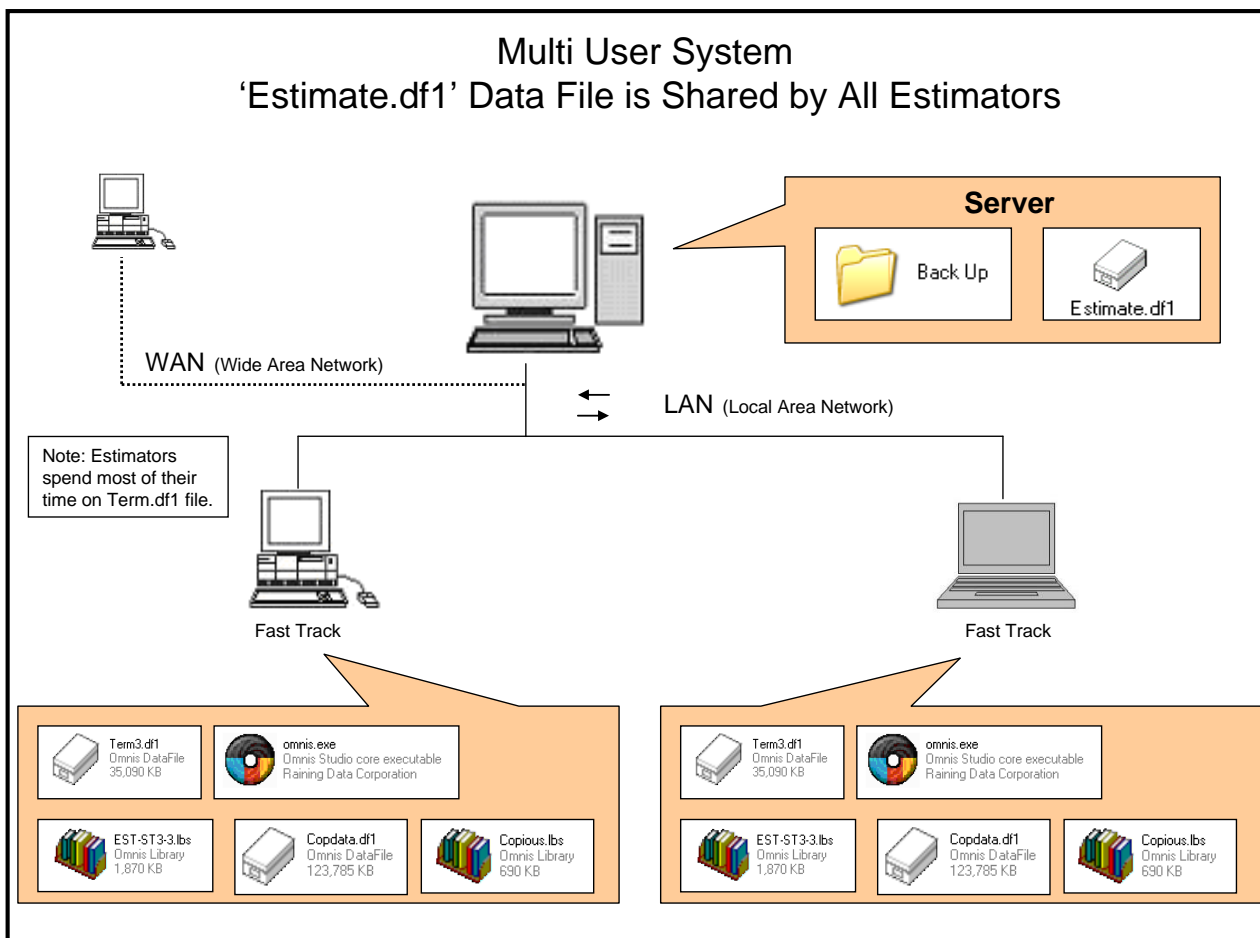 Multi User System
‘Estimate.df1’ Data File is Shared by All Estimators
Server
Back Up
Estimate.df1
WAN (Wide Area Network)
LAN (Local Area Network)
Note: Estimators
spend most of their
time on Term.df1 file.
Fast Track
Fast Track
Term3.df1
Omnis DataFile
35,090 KB
omnis.exe
Omnis Studio core executable
Raining Data Corporation
EST-ST3-3.lbs
Omnis Library
1,870 KB
Copdata.df1
Omnis DataFile
123,785 KB
Copious.lbs
Omnis Library
690 KB
Term3.df1
Omnis DataFile
35,090 KB
omnis.exe
Omnis Studio core executable
Raining Data Corporation
EST-ST3-3.lbs
Omnis Library
1,870 KB
Copdata.df1
Omnis DataFile
123,785 KB
Copious.lbs
Omnis Library
690 KB